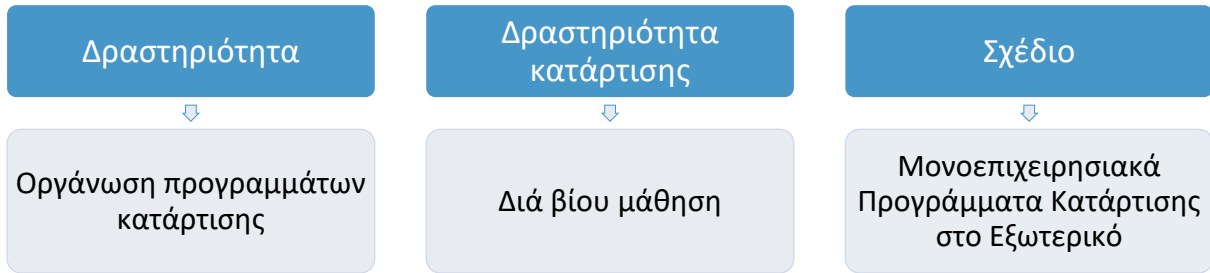 Δραστηριότητα
Οργάνωση προγραμμάτων
κατάρτισης
Δραστηριότητα
κατάρτισης
Διά βίου μάθηση
Σχέδιο
Μονοεπιχειρησιακά
Προγράμματα Κατάρτισης
στο Εξωτερικό